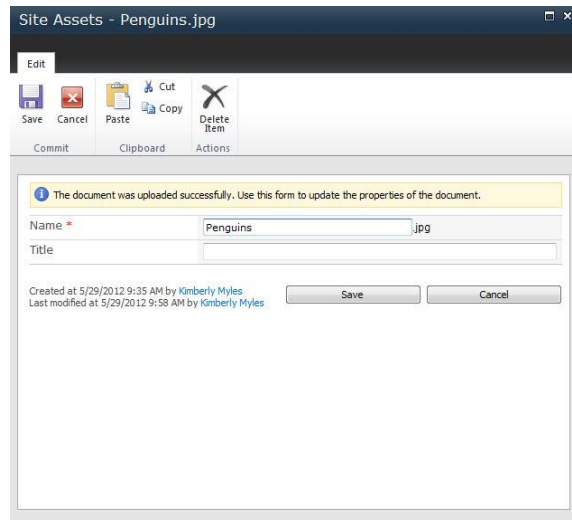 Site Assets - Penguins.jpg
Edit
Save
Cancel
Paste
Cut
Copy
Delete
Item
Commit
Clipboard
Actions
The document was uploaded successfully. Use this form to update the properties of the document.
Name *
Penguins
.jpg
Title
Created at 5/29/2012 9:35 AM by Kimberly Myles
Last modified at 5/29/2012 9:58 AM by Kimberly Myles
Save
Cancel